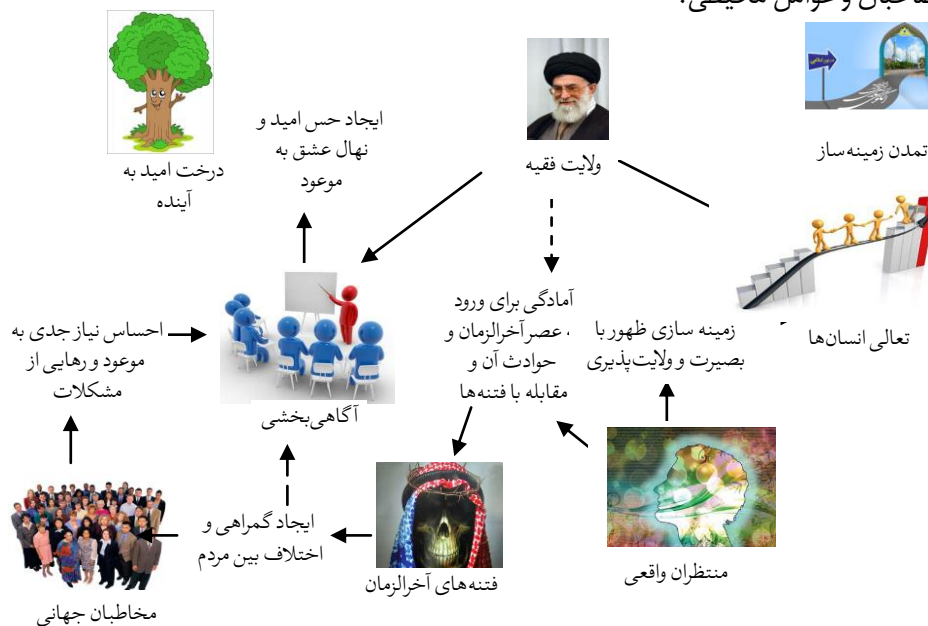 صاحبان و عوامل محیطی:
تمدن زمینه‌ساز
ولایت فقیه
ایجاد حس امید و
نهال عشق به
موعود
درخت امید به
آینده
تعالی انسان‌ها
زمینه سازی ظهور با
بصیرت و ولایت‌پذیری
آمادگی برای ورود
، عصر آخرالزمان و
حوادث آن و
مقابله با فتنه‌ها
آگاهی‌بخشی
احساس نیاز جدی به
موعود و رهایی از
مشکلات
منتظران واقعی
فتنه‌های آخرالزمان
ایجاد گمراهی و
اختلاف بین مردم
مخاطبان جهانی